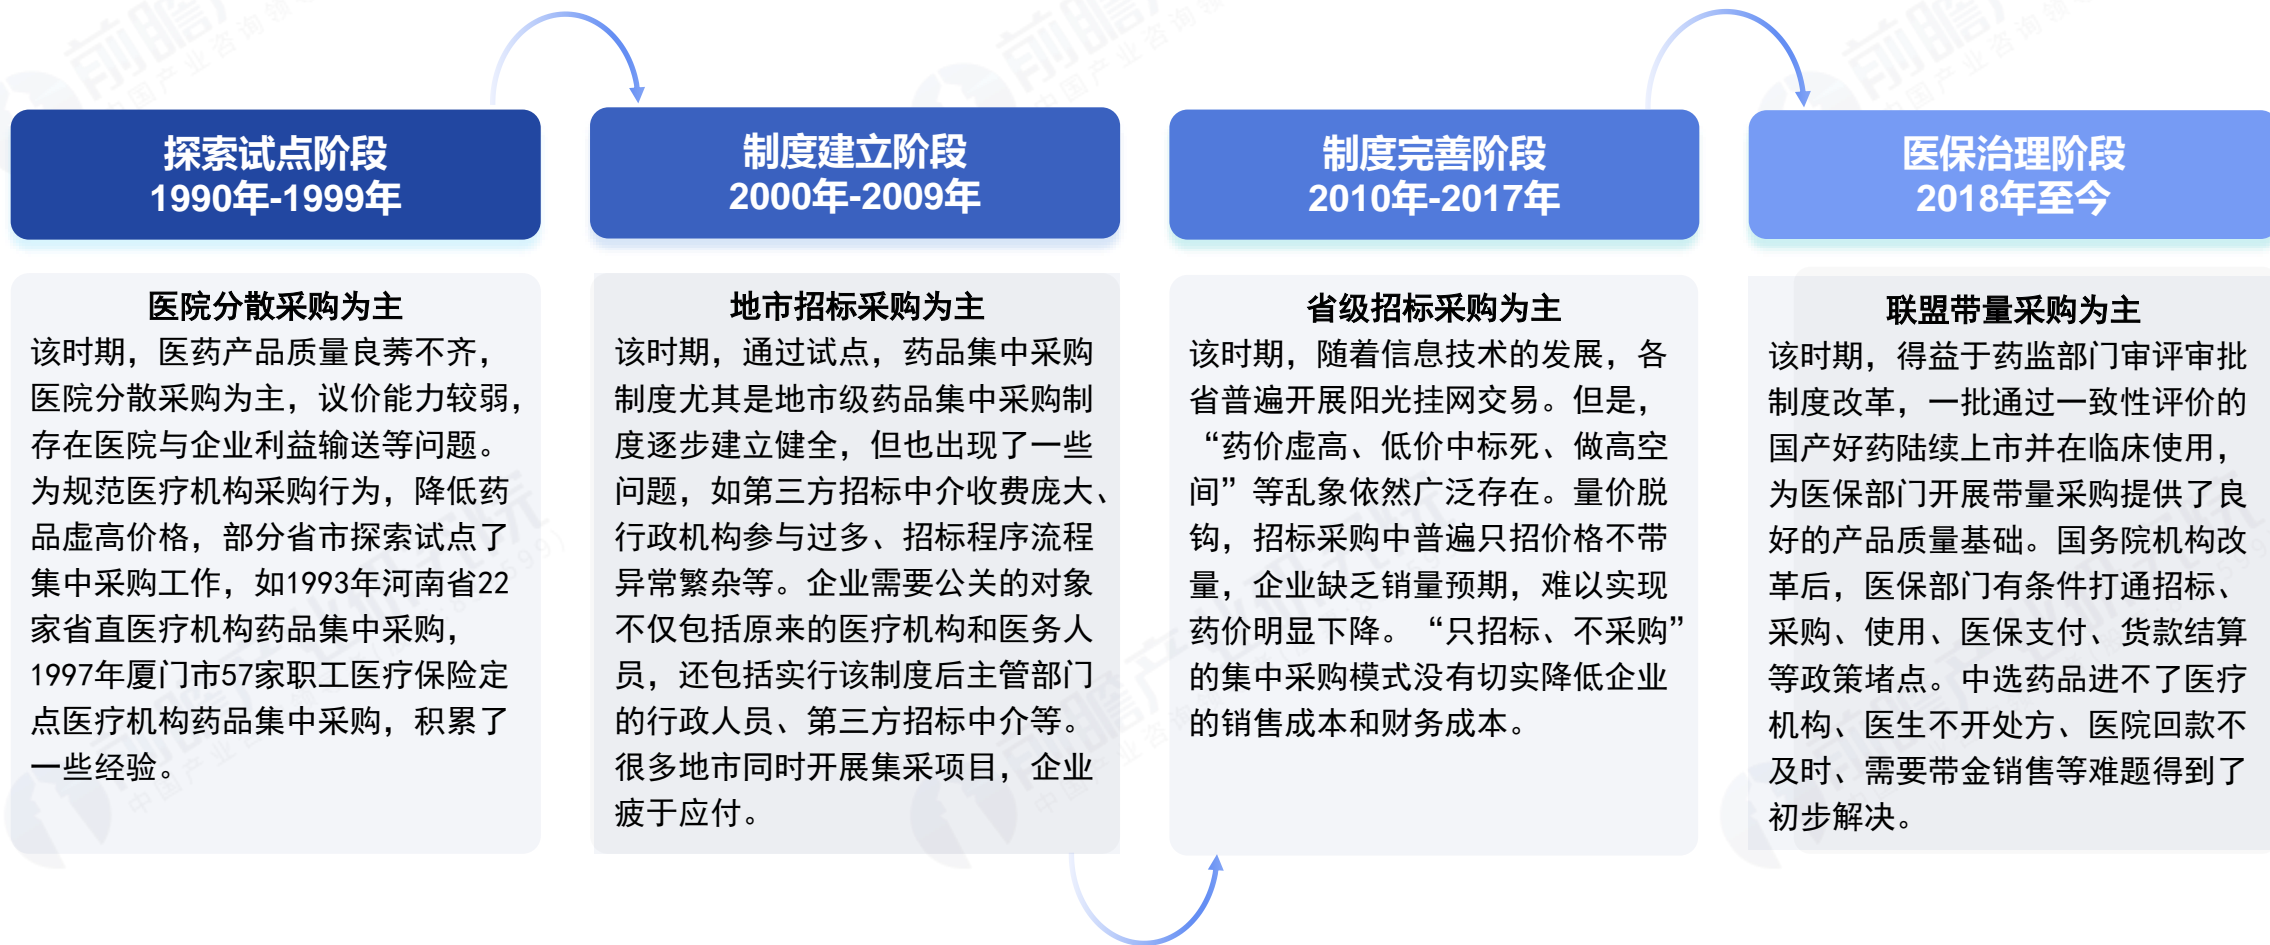 探索试点阶段
1990年-1999年
医院分散采购为主
该时期，医药产品质量良莠不齐，
医院分散采购为主，议价能力较弱，
存在医院与企业利益输送等问题。
为规范医疗机构采购行为，降低药
品虚高价格，部分省市探索试点了
集中采购工作，如1993年河南省22
家省直医疗机构药品集中采购，
1997年厦门市57家职工医疗保险定
点医疗机构药品集中采购，积累了
一些经验。
制度建立阶段
2000年-2009年
地市招标采购为主
该时期，通过试点，药品集中采购
制度尤其是地市级药品集中采购制
度逐步建立健全，但也出现了一些
问题，如第三方招标中介收费庞大、
行政机构参与过多、招标程序流程
异常繁杂等。企业需要公关的对象
不仅包括原来的医疗机构和医务人
员，还包括实行该制度后主管部门
的行政人员、第三方招标中介等。
很多地市同时开展集采项目，企业
疲于应付。
制度完善阶段
2010年-2017年
省级招标采购为主
该时期，随着信息技术的发展，各
省普遍开展阳光挂网交易。但是，
“药价虚高、低价中标死、做高空
间”等乱象依然广泛存在。量价脱
钩，招标采购中普遍只招价格不带
量，企业缺乏销量预期，难以实现
药价明显下降。“只招标、不采购”
的集中采购模式没有切实降低企业
的销售成本和财务成本。
医保治理阶段
2018年至今
联盟带量采购为主
该时期，得益于药监部门审评审批
制度改革，一批通过一致性评价的
国产好药陆续上市并在临床使用，
为医保部门开展带量采购提供了良
好的产品质量基础。国务院机构改
革后，医保部门有条件打通招标、
采购、使用、医保支付、货款结算
等政策堵点。中选药品进不了医疗
机构、医生不开处方、医院回款不
及时、需要带金销售等难题得到了
初步解决。